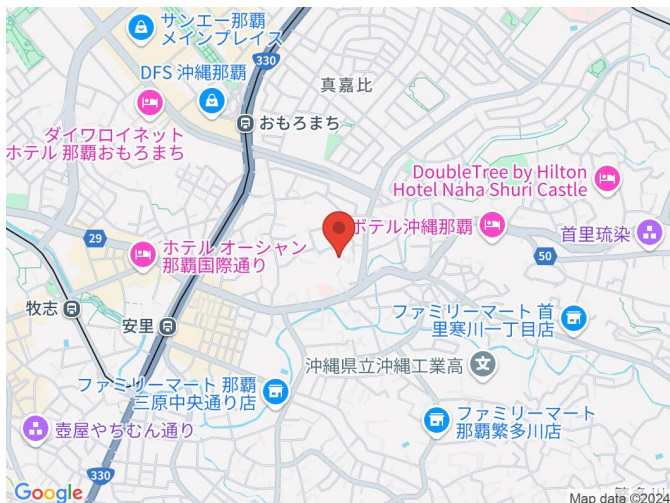 サンエー那覇
メインプレイス
330
DFS 沖縄那覇
真嘉比
おもろまち
ダイワロイネット
ホテル 那覇おもろまち
DoubleTree by Hilton
Hotel Naha Shuri Castle
ホテル沖縄那覇
首里琉染
29
50
ホテル オーシャン
那覇国際通り
牧志
安里
ファミリーマート 首
里寒川一丁目店
沖縄県立沖縄工業高
ファミリーマート 那覇
三原中央通り店
ファミリーマート
那覇繁多川店
壺屋やちむん通り
330
Google
Map data ©2024